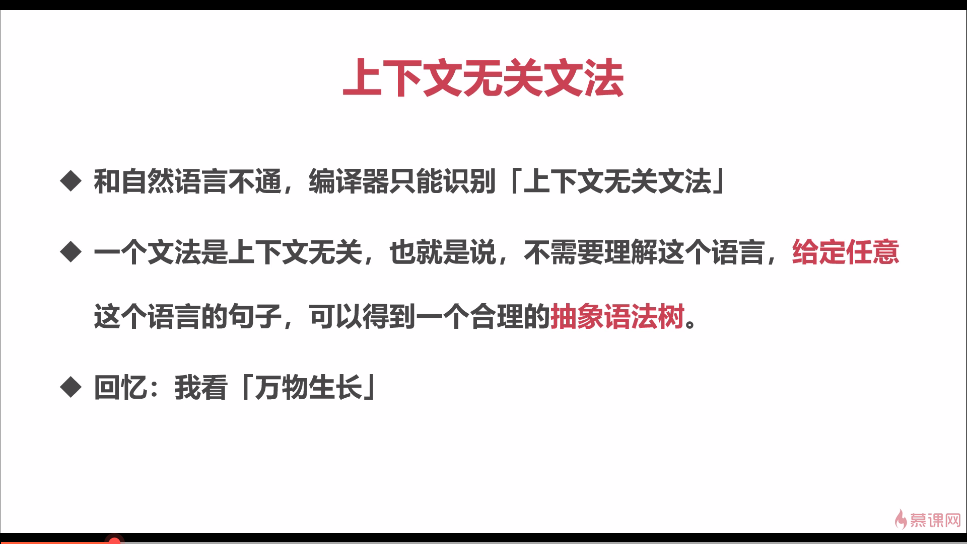 上下文无关文法
◆ 和自然语言不通，编译器只能识别「上下文无关文法」
◆ 一个文法是上下文无关，也就是说，不需要理解这个语言，给定任意
这个语言的句子，可以得到一个合理的抽象语法树。
◆ 回忆：我看「万物生长」
慕课网